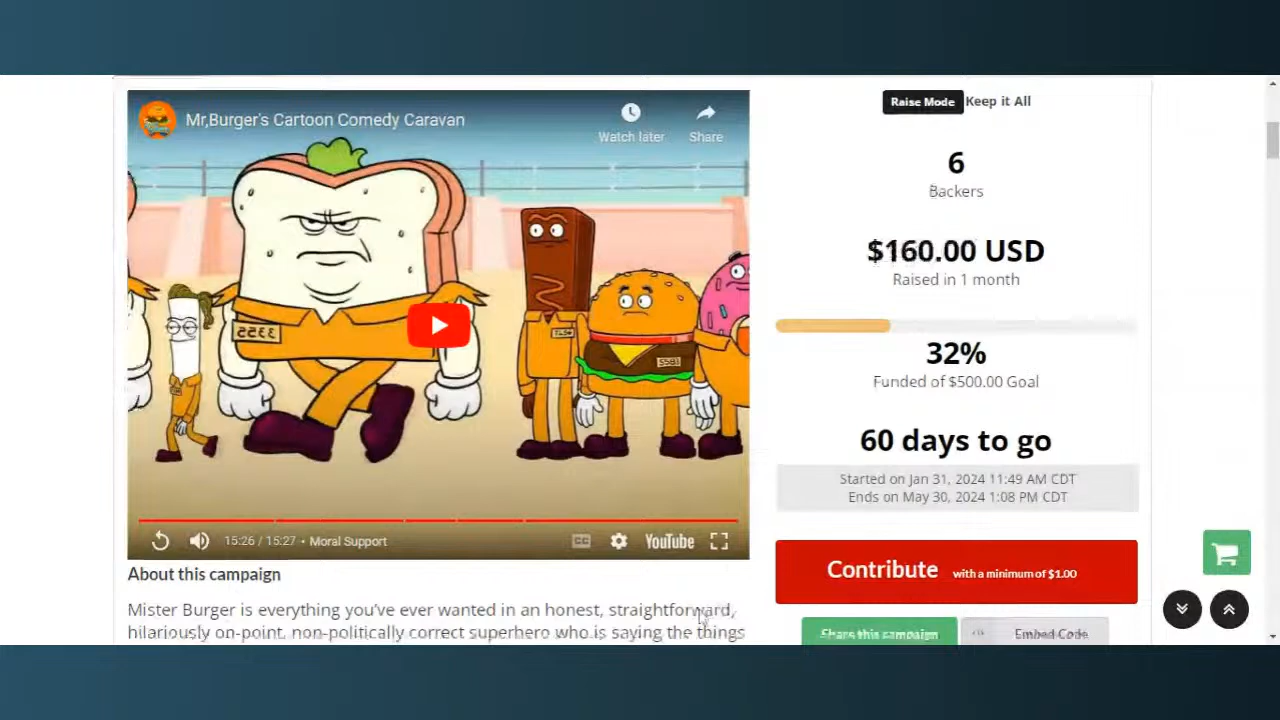 Mr,Burger's Cartoon Comedy Caravan
Watch later
Share
15:26 / 15:27 • Moral Support
CC
YouTube
About this campaign
Mister Burger is everything you've ever wanted in an honest, straightforward,
hilariously on-point, non-politically correct superhero who is saying the things
Raise Mode Keep it All
6
Backers
$160.00 USD
Raised in 1 month
32%
Funded of $500.00 Goal
60 days to go
Started on Jan 31, 2024 11:49 AM CDT
Ends on May 30, 2024 1:08 PM CDT
Contribute with a minimum of $1.00
Share this campaign
Embed Code